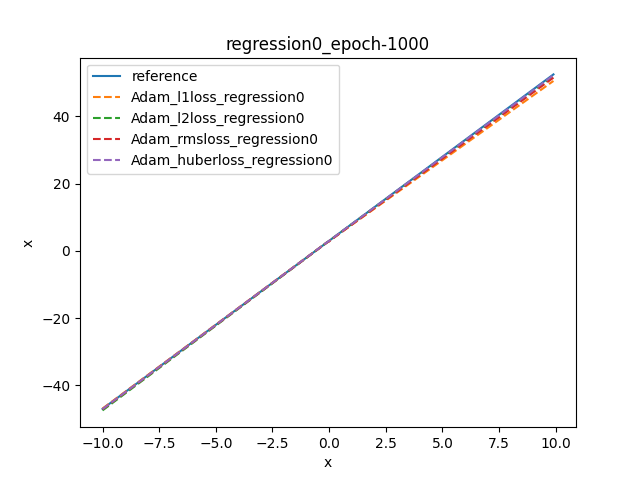 regression0_epoch-1000
reference
Adam_l1loss_regression0
Adam_l2loss_regression0
Adam_rmsloss_regression0
Adam_huberloss_regression0
40
20
0
−20
−40
x
−10.0 −7.5 −5.0 −2.5 0.0 2.5 5.0 7.5 10.0
x